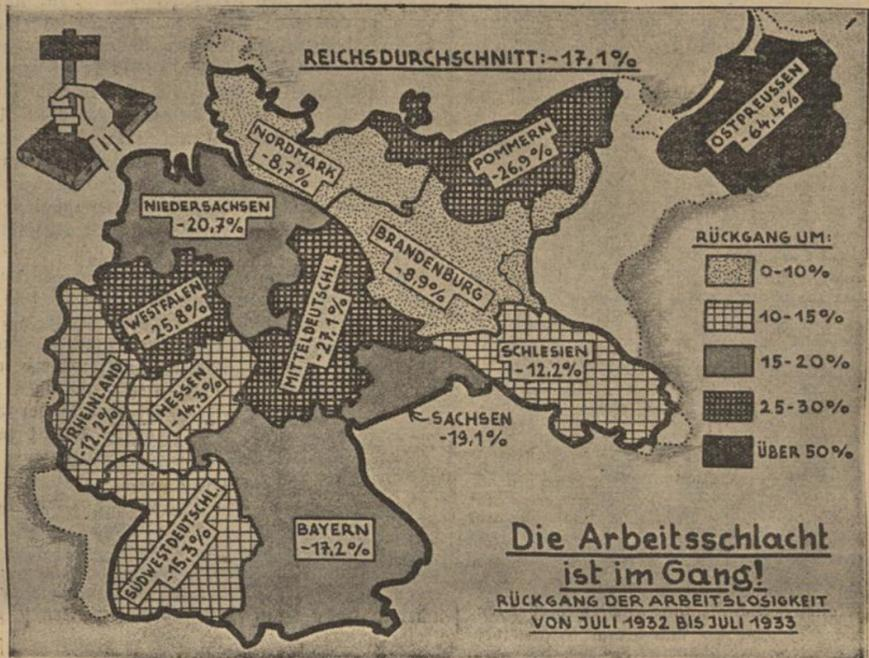 REICHSDURCHSCHNITT:-17,1%
OSTPREUSSEN
-64,4%
NORDMARK
-8,7%
POMMERN
-26,9%
NIEDERSACHSEN
-20,7%
BRANDENBURG
-8,9%
WESTFALEN
-25,8%
MITTELDEUTSCHL.
-27,1%
SCHLESIEN
-12,2%
RHEINLAND
-12,2%
HESSEN
-14,3%
SACHSEN
-19,1%
SÜDWESTDEUTSCHL.
-15,3%
BAYERN
-17,2%
RÜCKGANG UM:
0-10%
10-15%
15-20%
25-30%
ÜBER 50%
Die Arbeitsschlacht
ist im Gang!
RÜCKGANG DER ARBEITSLOSIGKEIT
VON JULI 1932 BIS JULI 1933